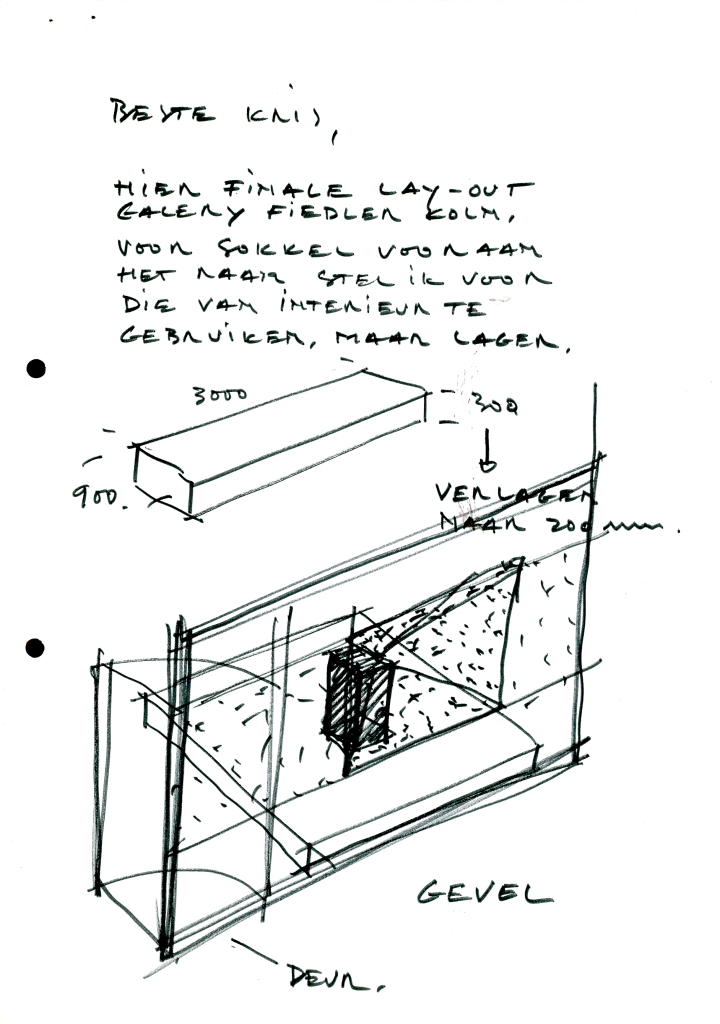 BESTE KRIS,
HIER FINALE LAY-OUT
GALERY FIEDLER KOLN.
VOOR SOKKEL VOORAAN
HET RAAM STEL IK VOOR
DIE VAN INTERIEUR TE
GEBRUIKEN, MAAR LAGER.
3000
300
900.
VERLAGEN
NAAR 200 mm.
GEVEL
DEUR.